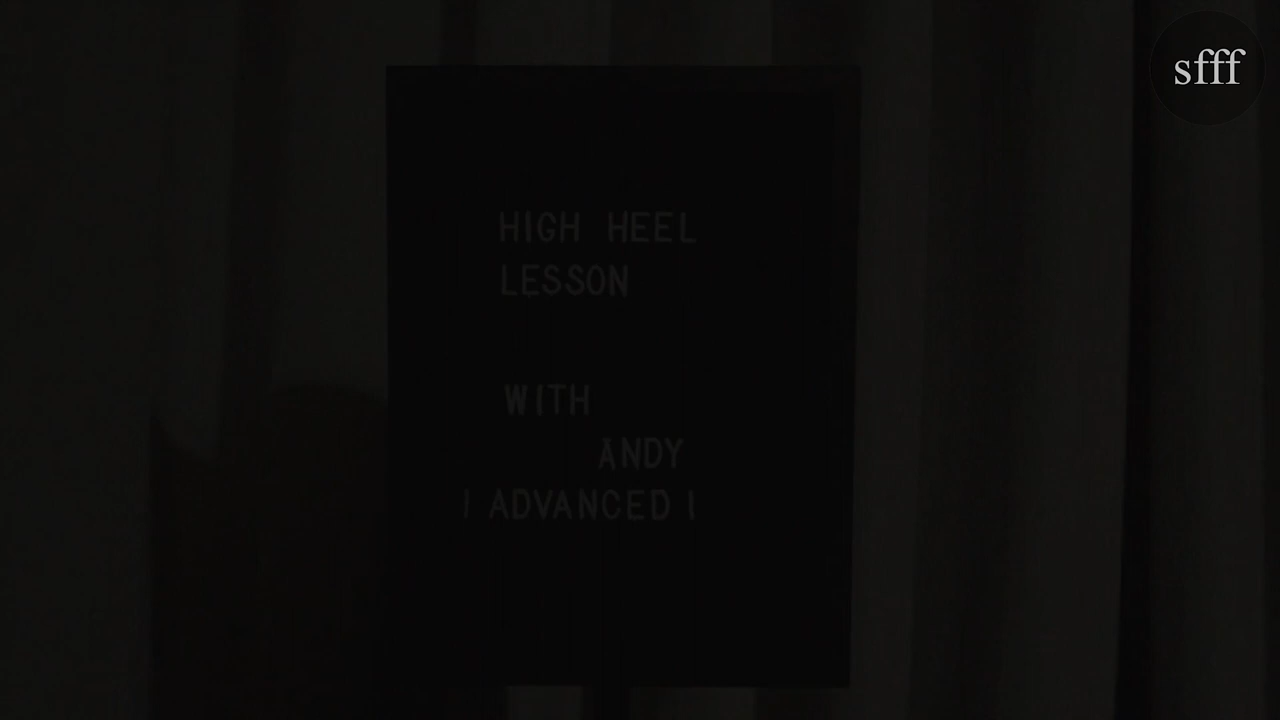 sfff
HIGH HEEL
LESSON
WITH
ANDY
( ADVANCED )